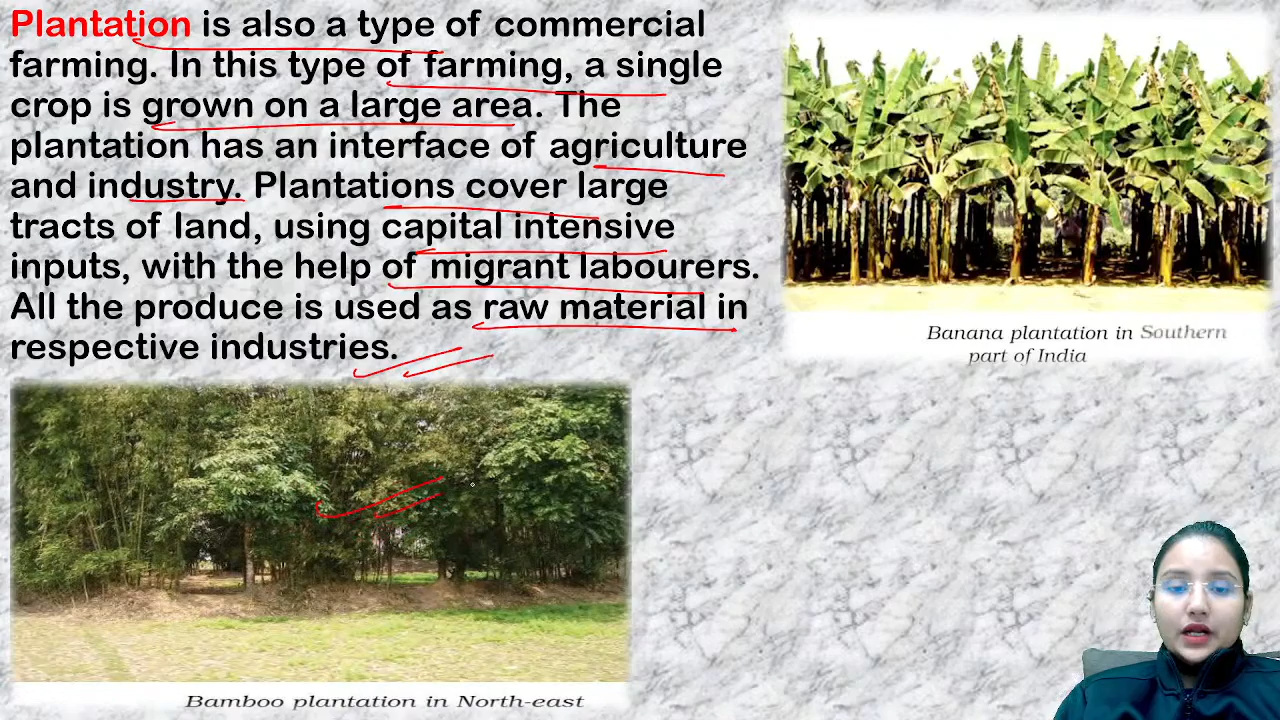 Plantation is also a type of commercial
farming. In this type of farming, a single
crop is grown on a large area. The
plantation has an interface of agriculture
and industry. Plantations cover large
tracts of land, using capital intensive
inputs, with the help of migrant labourers.
All the produce is used as raw material in
respective industries.
Banana plantation in Southern
part of India
Bamboo plantation in North-east